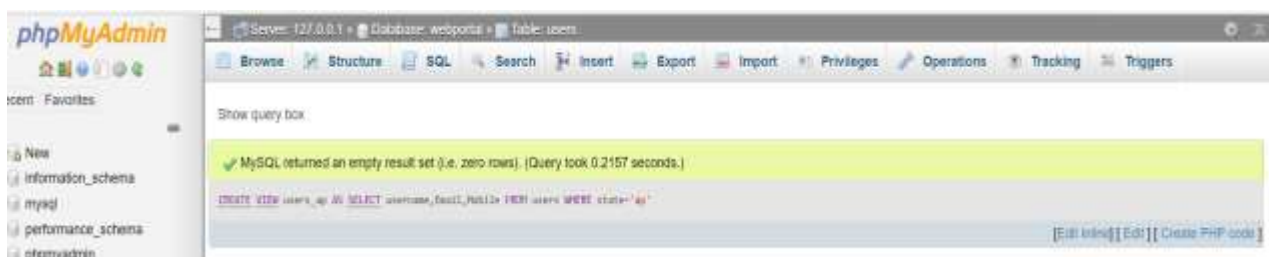 phpMyAdmin
Server: 127.0.0.1 » Database: webportal » Table: users
Browse Structure SQL Search Insert Export Import Privileges Operations Tracking Triggers
ecent Favorites
Show query box
New
MySQL returned an empty result set (i.e. zero rows). (Query took 0.2157 seconds.)
information_schema
CREATE VIEW users_ap AS SELECT username,Email,Mobile FROM users WHERE state='ap'
mysql
performance_schema
[Edit inline] [ Edit ] [ Create PHP code ]
phpmyadmin